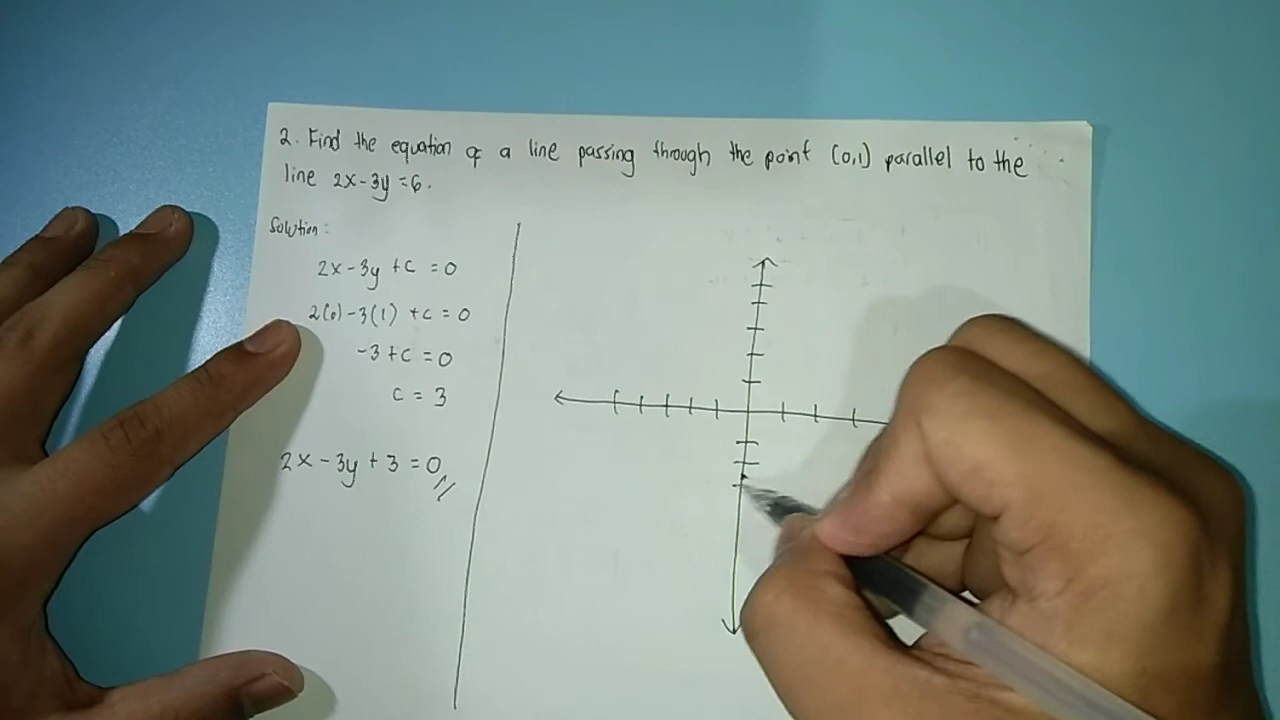 2. Find the equation of a line passing through the point (0,1) parallel to the
line 2x-3y=6.
Solution:
2x-3y+c=0
2(0)-3(1)+c=0
-3+c=0
c=3
2x-3y+3=0